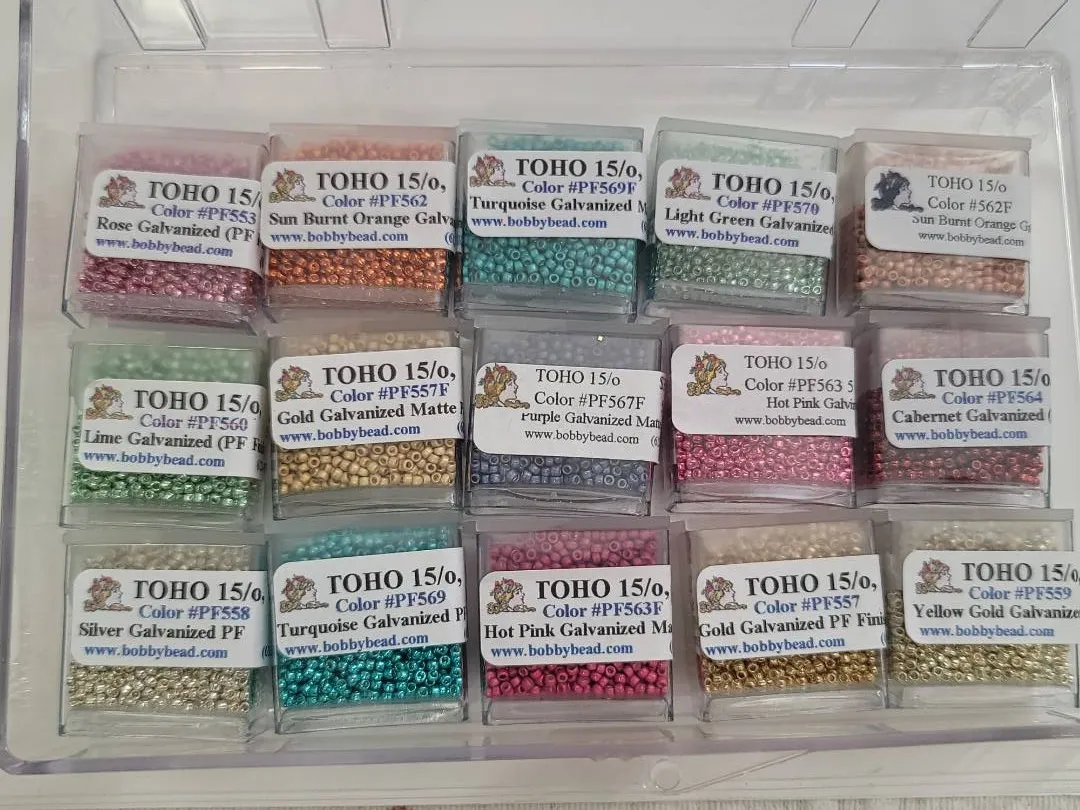 TOHO 15/
Color #PF553
Rose Galvanized (PF
www.bobbybead.com
TOHO 15/o,
Color #PF562
Sun Burnt Orange Galva
www.bobbybead.com
TOHO 15/o,
Color #PF569F
Turquoise Galvanized M
www.bobbybead.com
TOHO 15/o,
Color #PF570
Light Green Galvanized
www.bobbybead.com
TOHO 15/o
Color #562F
Sun Burnt Orange G
www.bobbybead.com
TOHO 15/o
Color #PF560
Lime Galvanized (PF
www.bobbybead.com
TOHO 15/o,
Color #PF557F
Gold Galvanized Matte
www.bobbybead.com
TOHO 15/o
Color #PF567F
Purple Galvanized Mat
www.bobbybead.com
TOHO 15/o
Color #PF563 5
Hot Pink Galv
www.bobbybead.com
TOHO 15/o
Color #PF564
Cabernet Galvanized (
www.bobbybead.com
TOHO 15/o,
Color #PF558
Silver Galvanized PF
www.bobbybead.com
TOHO 15/o,
Color #PF569
Turquoise Galvanized P
www.bobbybead.com
TOHO 15/o,
Color #PF563F
Hot Pink Galvanized Ma
www.bobbybead.com
TOHO 15/o,
Color #PF557
Gold Galvanized PF Fini
www.bobbybead.com
TOHO 15/o
Color #PF559
Yellow Gold Galvanize
www.bobbybead.com